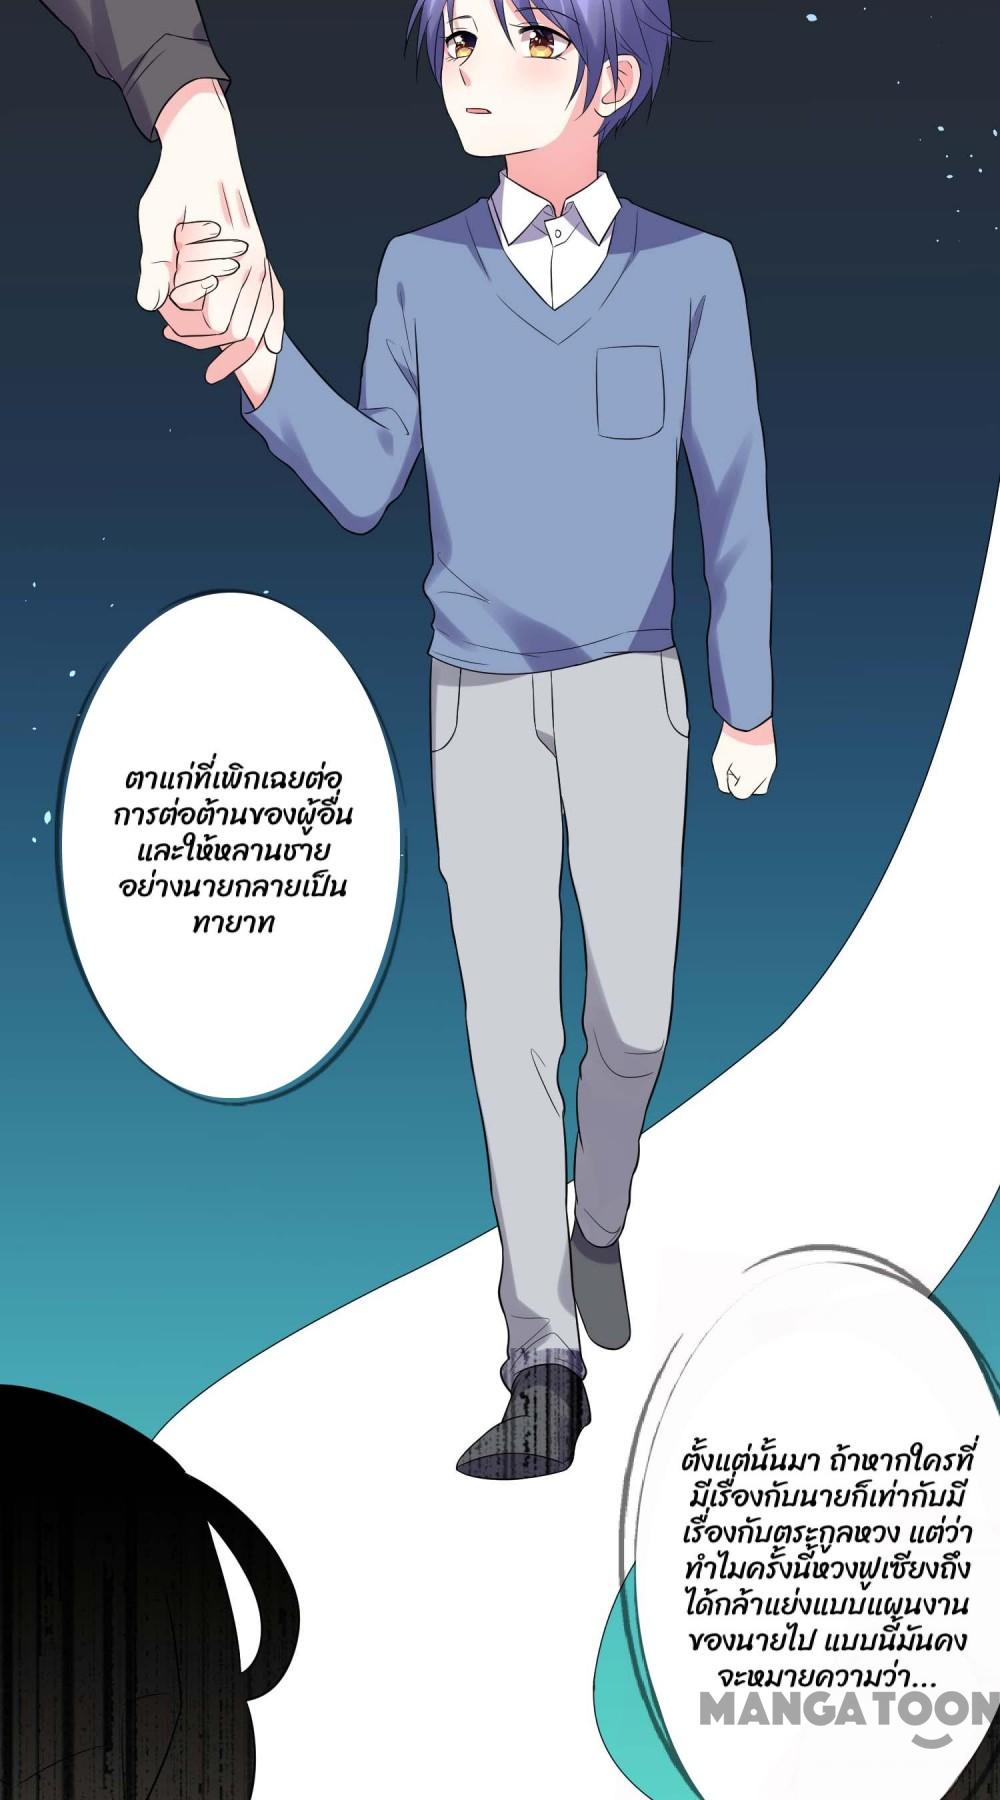 ตาแก่ที่เพิกเฉยต่อ
การต่อต้านของผู้อื่น
และให้หลานชาย
อย่างนายกลายเป็น
ทายาท
ตั้งแต่นั้นมา ถ้าหากใครที่
มีเรื่องกับนายก็เท่ากับมี
เรื่องกับตระกูลหวง แต่ว่า
ทำไมครั้งนี้หวงฟูเซียงถึง
ได้กล้าแย่งแบบแผนงาน
ของนายไป แบบนี้มันคง
จะหมายความว่า...
MANGATOON